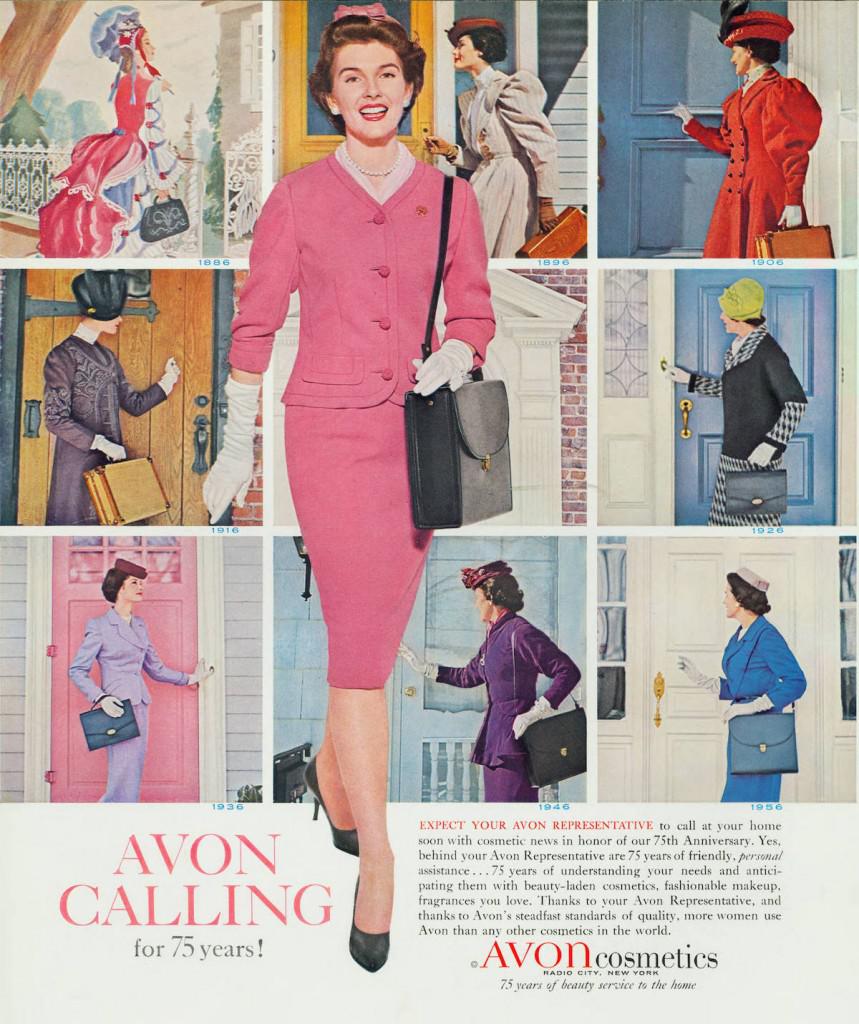 1886
1896
1906
1916
1926
1936
1946
1956
AVON
CALLING
for 75 years!
EXPECT YOUR AVON REPRESENTATIVE to call at your home
soon with cosmetic news in honor of our 75th Anniversary. Yes,
behind your Avon Representative are 75 years of friendly, personal
assistance...75 years of understanding your needs and antici-
pating them with beauty-laden cosmetics, fashionable makeup,
fragrances you love. Thanks to your Avon Representative, and
thanks to Avon's steadfast standards of quality, more women use
Avon than any other cosmetics in the world.
© AVON cosmetics
RADIO CITY, NEW YORK
75 years of beauty service to the home